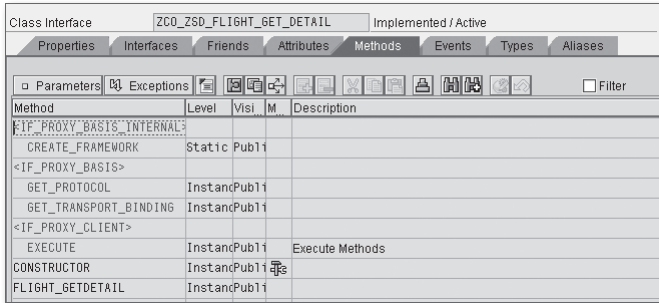 Class Interface ZCO_ZSD_FLIGHT_GET_DETAIL Implemented / Active
Properties Interfaces Friends Attributes Methods Events Types Aliases
Parameters Exceptions Filter
Method Level Visi M Description
<IF_PROXY_BASIS_INTERNAL>
CREATE_FRAMEWORK Static Publi
<IF_PROXY_BASIS>
GET_PROTOCOL Instanc Publi
GET_TRANSPORT_BINDING Instanc Publi
<IF_PROXY_CLIENT>
EXECUTE Instanc Publi Execute Methods
CONSTRUCTOR Instanc Publi
FLIGHT_GETDETAIL Instanc Publi